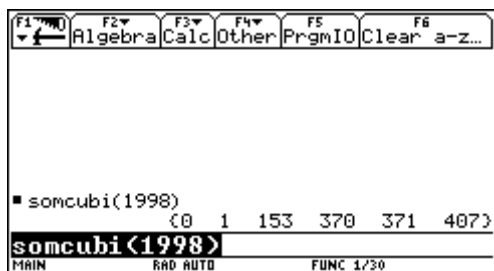 F1 F2 Algebra F3 Calc F4 Other F5 PrgmIO F6 Clear a-z…
somcubi(1998)
{0 1 153 370 371 407}
somcubi(1998)
MAIN RAD AUTO FUNC 1/30